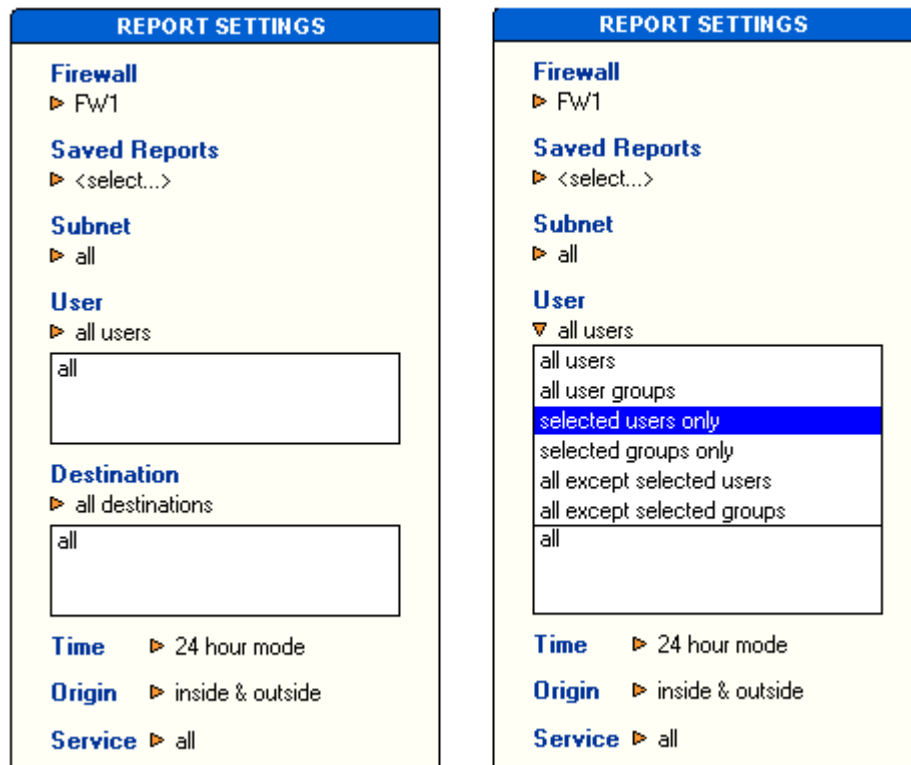 REPORT SETTINGS
Firewall
FW1
Saved Reports
<select...>
Subnet
all
User
all users
all
Destination
all destinations
all
Time 24 hour mode
Origin inside & outside
Service all
REPORT SETTINGS
Firewall
FW1
Saved Reports
<select...>
Subnet
all
User
all users
all users
all user groups
selected users only
selected groups only
all except selected users
all except selected groups
all
Time 24 hour mode
Origin inside & outside
Service all